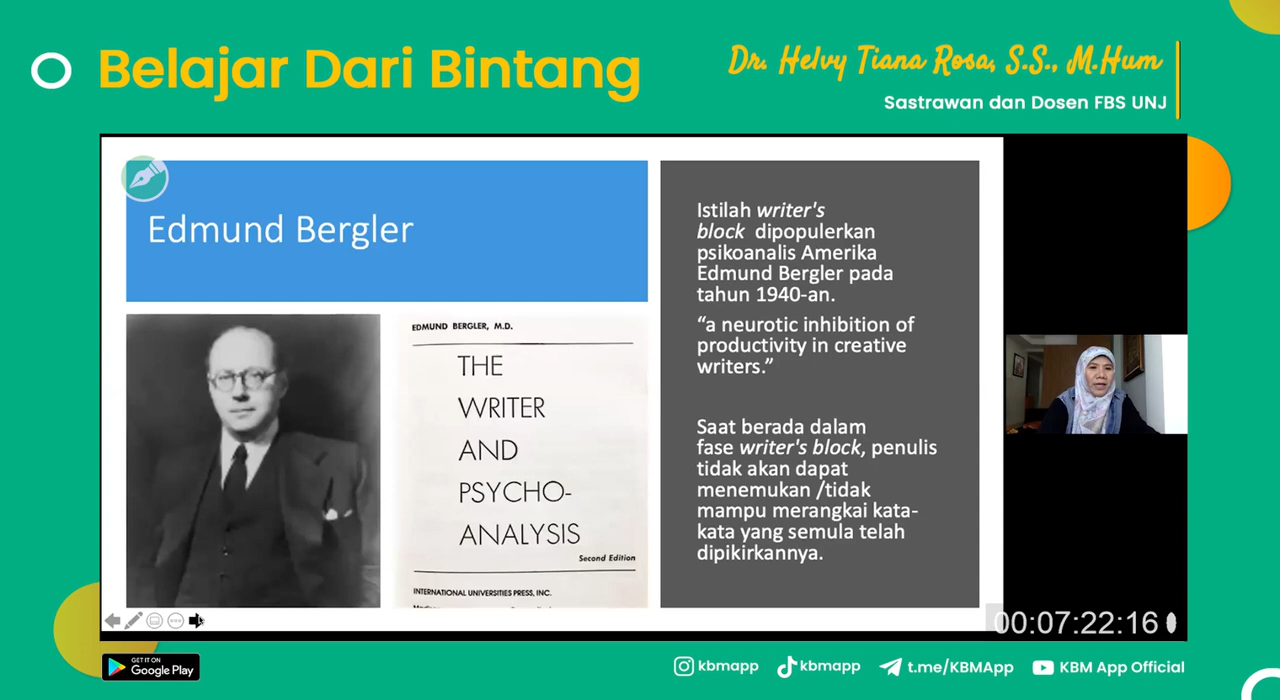 Belajar Dari Bintang
Dr. Helvy Tiana Rosa, S.S., M.Hum
Sastrawan dan Dosen FBS UNJ
Edmund Bergler
EDMUND BERGLER, M.D.
THE
WRITER
AND
PSYCHO-
ANALYSIS
Second Edition
INTERNATIONAL UNIVERSITIES PRESS, INC.
Istilah writer's
block dipopulerkan
psikoanalis Amerika
Edmund Bergler pada
tahun 1940-an.
“a neurotic inhibition of
productivity in creative
writers.”
Saat berada dalam
fase writer's block, penulis
tidak akan dapat
menemukan /tidak
mampu merangkai kata-
kata yang semula telah
dipikirkannya.
00:07:22:16
GET IT ON
Google Play
kbmapp
kbmapp
t.me/KBMApp
KBM App Official